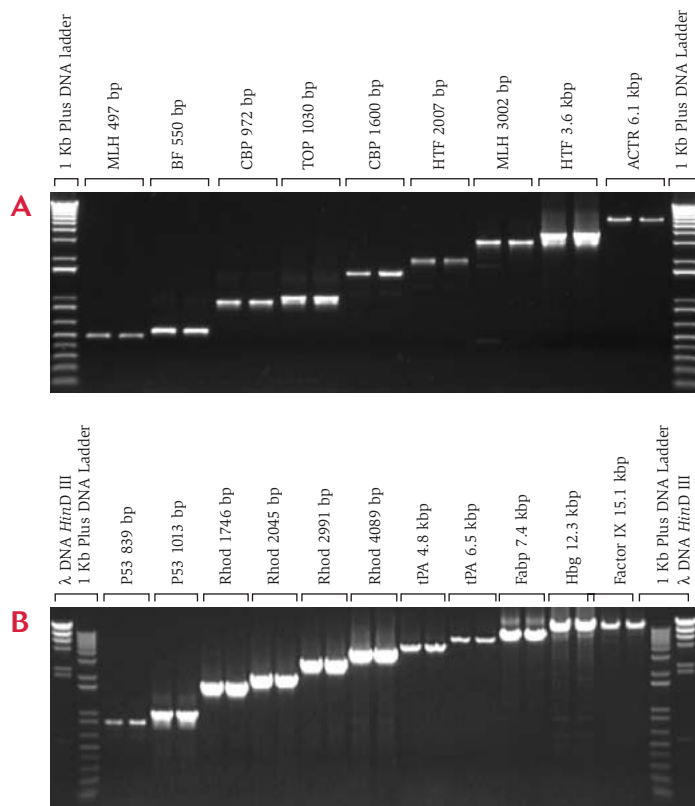 1 Kb Plus DNA ladder
MLH 497 bp
BF 550 bp
CBP 972 bp
TOP 1030 bp
CBP 1600 bp
HTF 2007 bp
MLH 3002 bp
HTF 3.6 kbp
ACTR 6.1 kbp
1 Kb Plus DNA ladder
A
λ DNA HinD III
1 Kb Plus DNA Ladder
P53 839 bp
P53 1013 bp
Rhod 1746 bp
Rhod 2045 bp
Rhod 2991 bp
Rhod 4089 bp
tPA 4.8 kbp
tPA 6.5 kbp
Fabp 7.4 kbp
Hbg 12.3 kbp
Factor IX 15.1 kbp
1 Kb Plus DNA Ladder
λ DNA HinD III
B